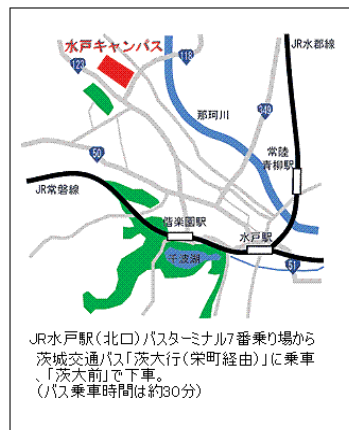 水戸キャンパス
JR水郡線
123
118
349
那珂川
常陸
青柳駅
50
JR常磐線
偕楽園駅
水戸駅
千波湖
51
JR水戸駅(北口)バスターミナル7番乗り場から
茨城交通バス「茨大行(栄町経由)」に乗車
、「茨大前」で下車。
(バス乗車時間は約30分)